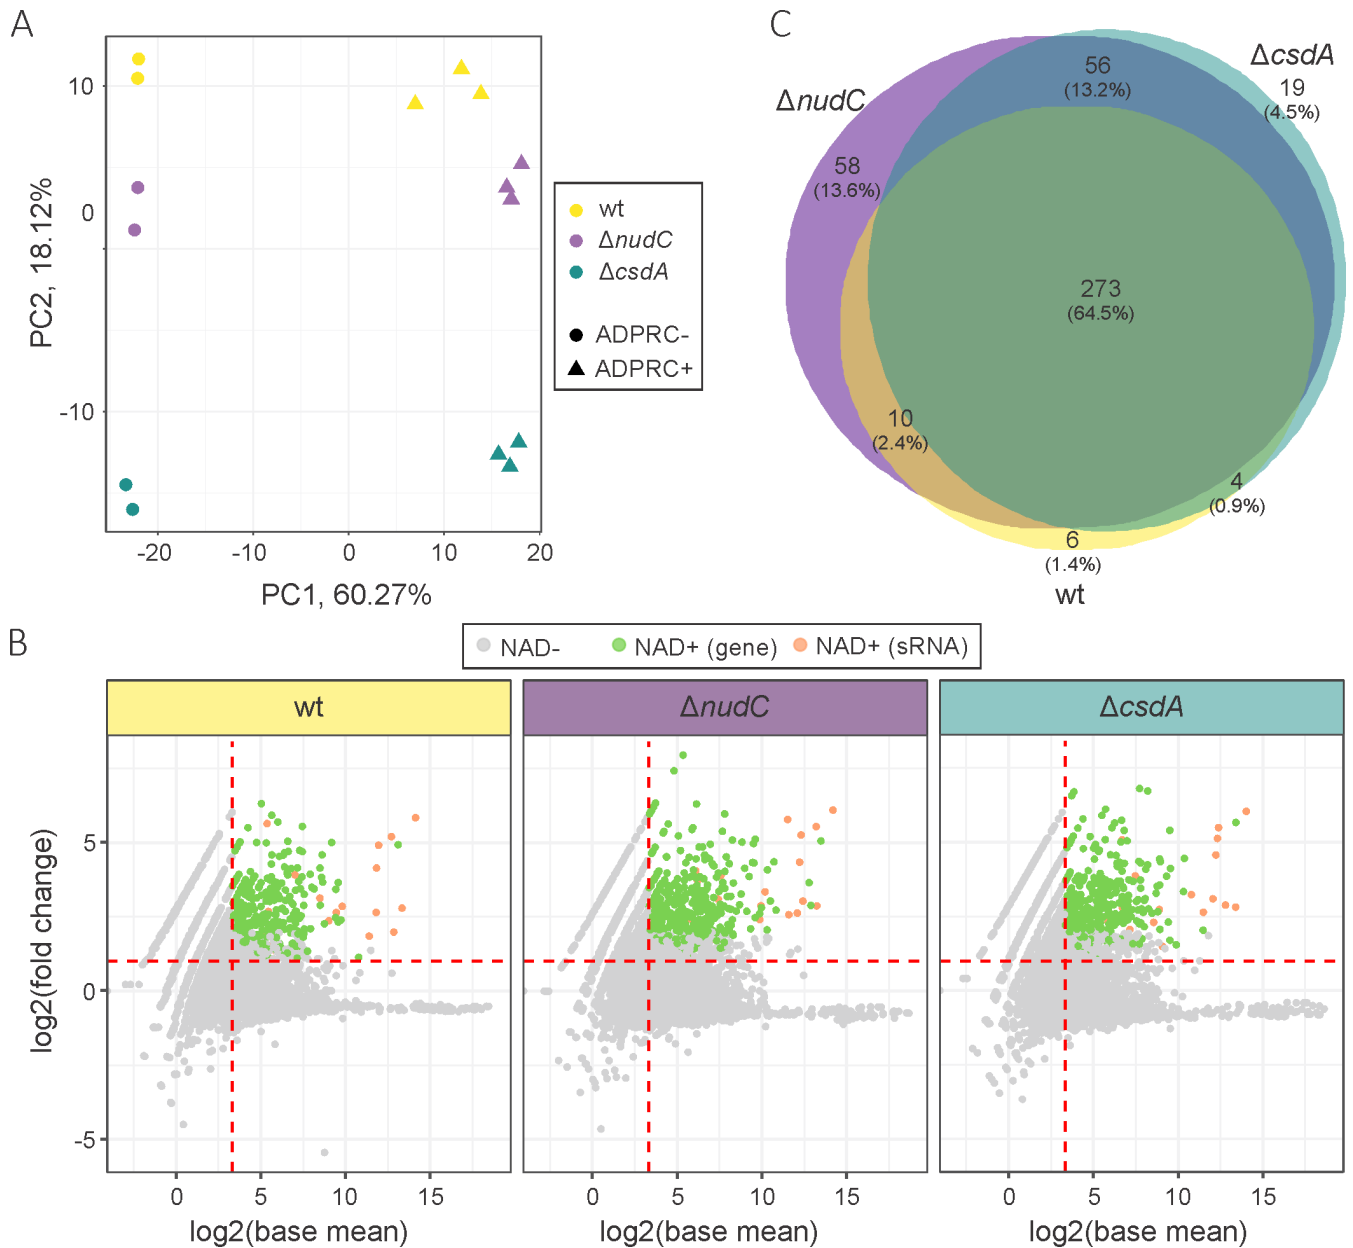 A
10
0
-10
PC2, 18.12%
-20
-10
0
10
20
PC1, 60.27%
wt
ΔnudC
ΔcsdA
ADPRC-
ADPRC+
C
ΔnudC
ΔcsdA
56
(13.2%)
19
(4.5%)
58
(13.6%)
273
(64.5%)
10
(2.4%)
4
(0.9%)
6
(1.4%)
wt
B
NAD-
NAD+ (gene)
NAD+ (sRNA)
wt
ΔnudC
ΔcsdA
log2(fold change)
5
0
-5
0
5
10
15
0
5
10
15
0
5
10
15
log2(base mean)
log2(base mean)
log2(base mean)